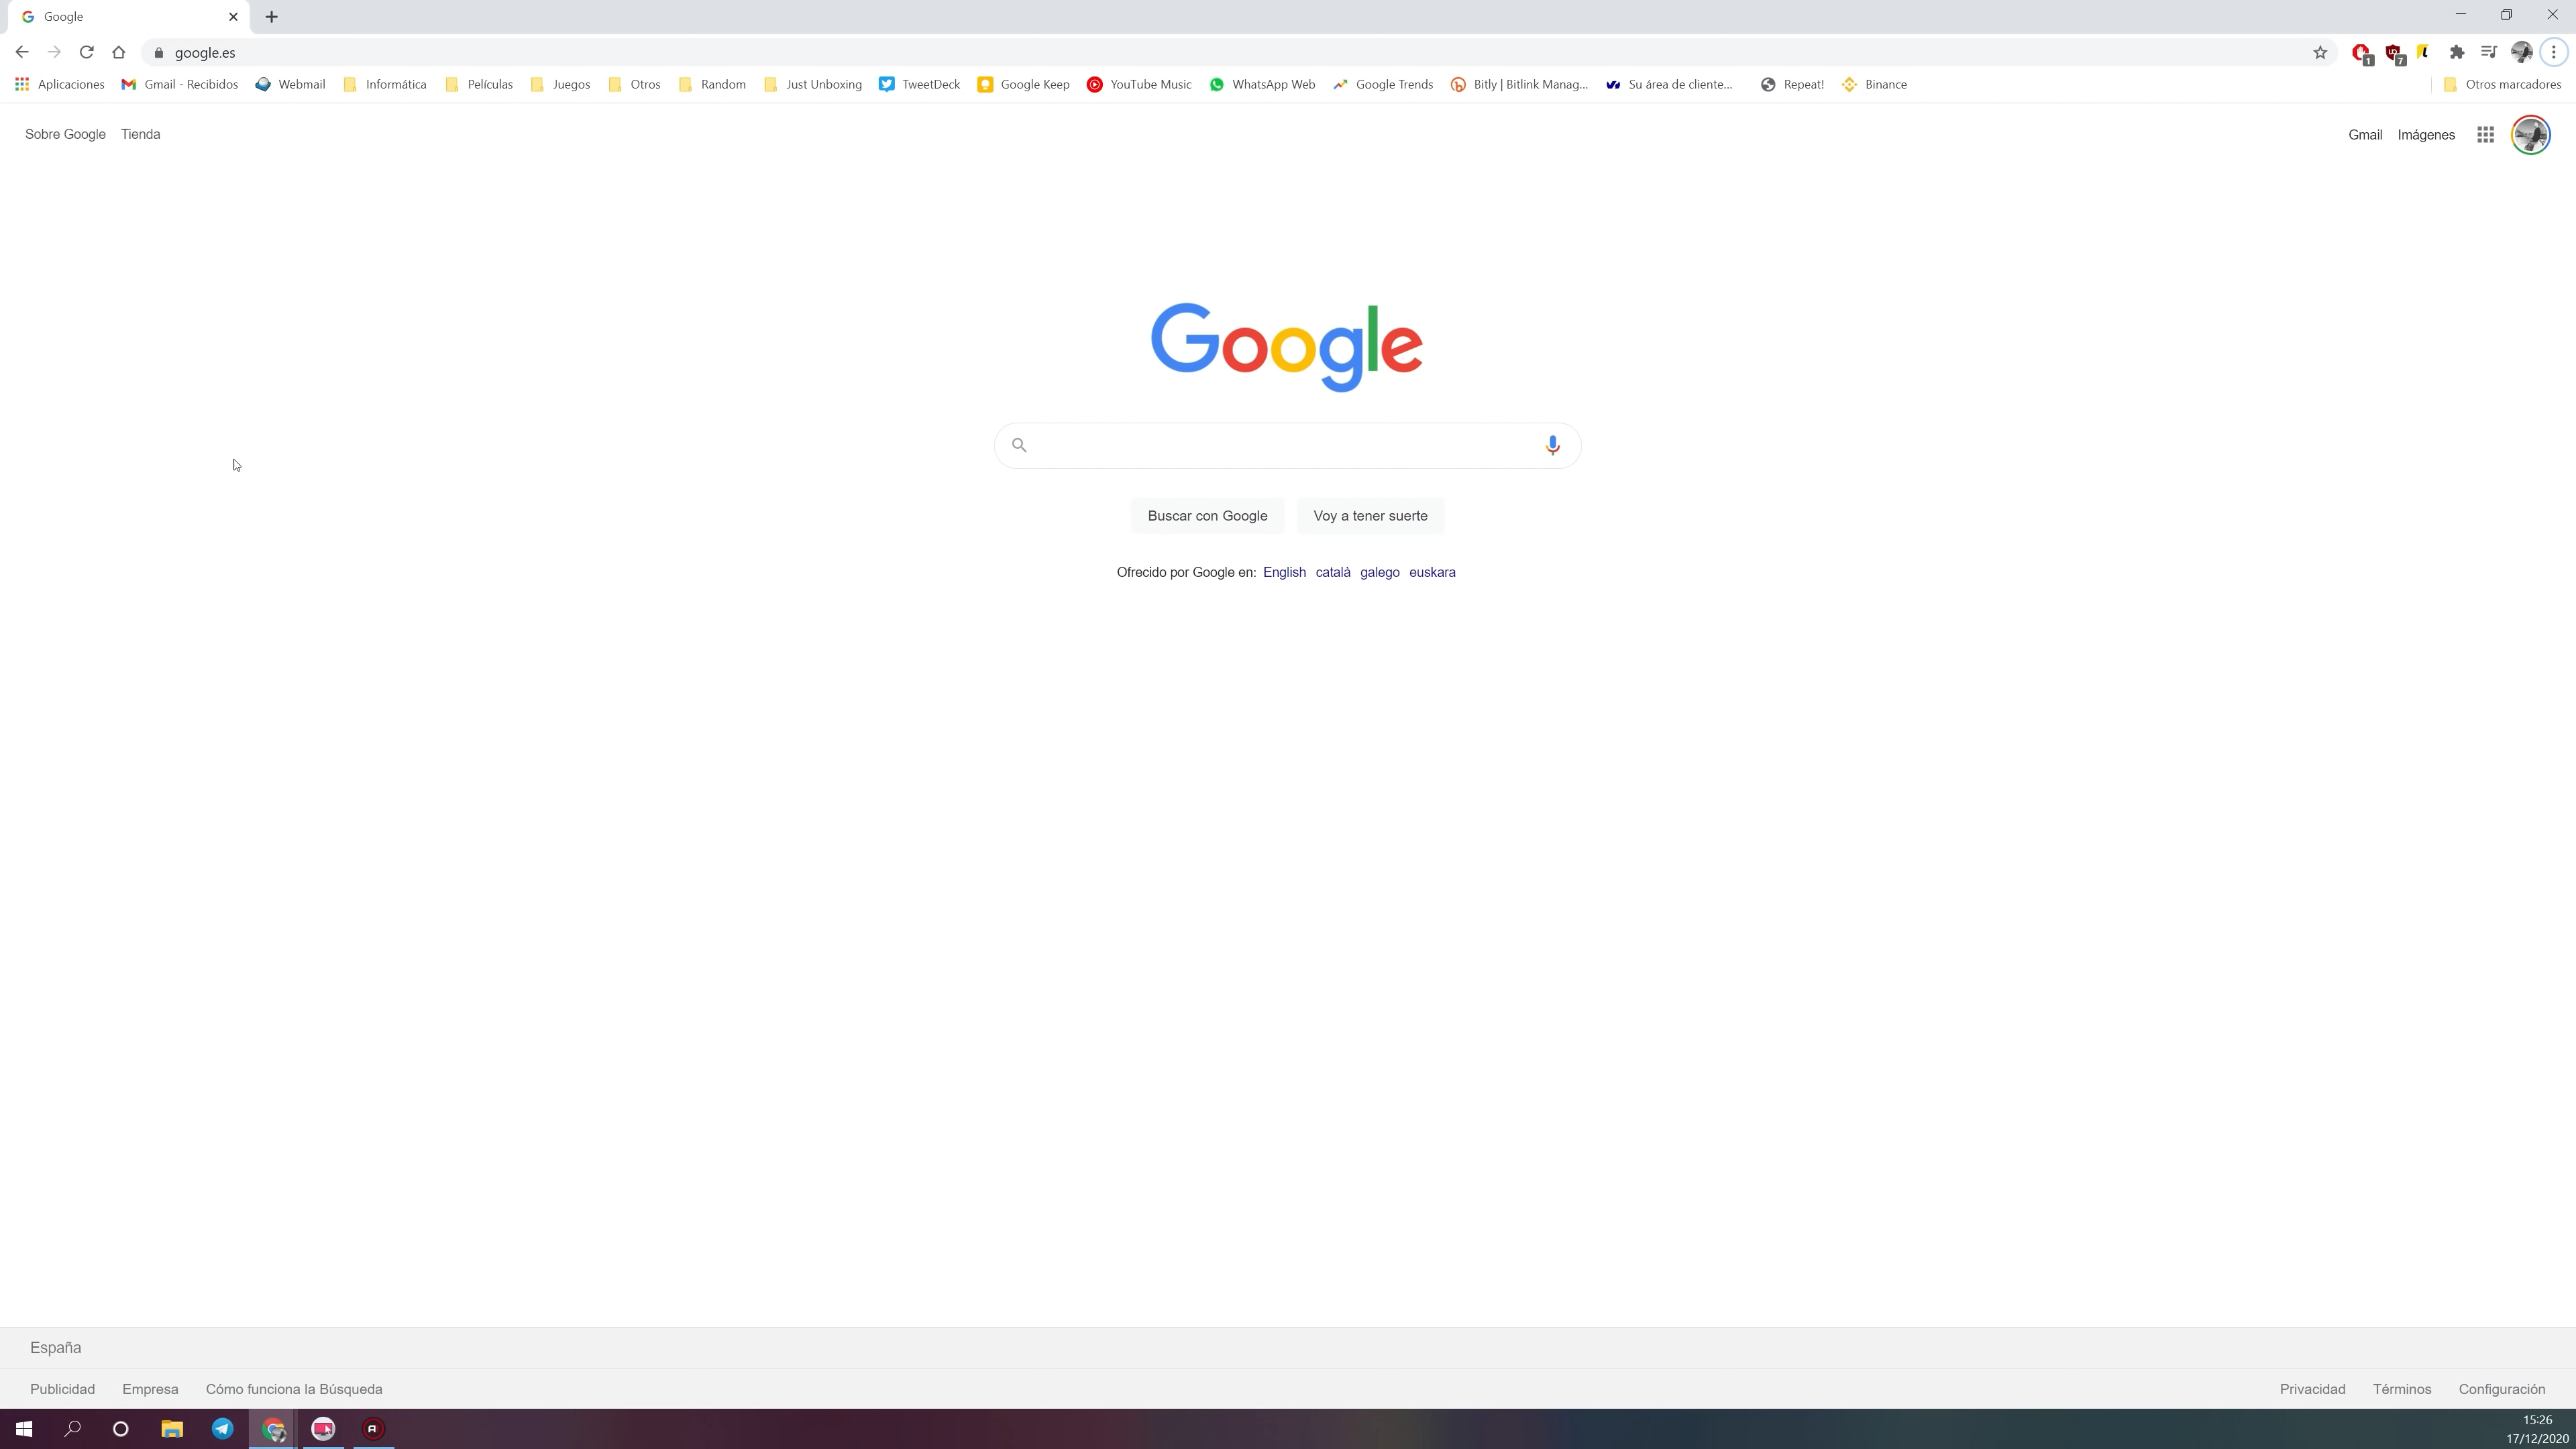 Google
google.es
1
7
Aplicaciones
Gmail - Recibidos
Webmail
Informática
Películas
Juegos
Otros
Random
Just Unboxing
TweetDeck
Google Keep
YouTube Music
WhatsApp Web
Google Trends
Bitly | Bitlink Manag...
Su área de cliente...
Repeat!
Binance
Otros marcadores
Sobre Google
Tienda
Gmail
Imágenes
Google
Buscar con Google
Voy a tener suerte
Ofrecido por Google en: English català galego euskara
España
Publicidad
Empresa
Cómo funciona la Búsqueda
Privacidad
Términos
Configuración
15:26
17/12/2020